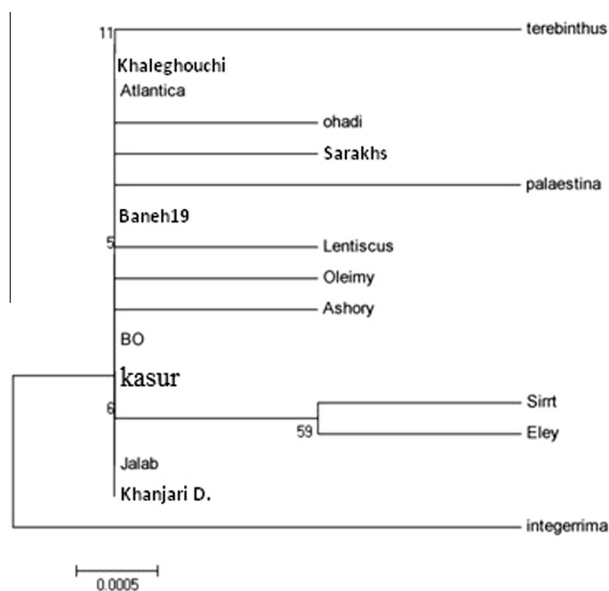 11
terebinthus
Khaleghouchi
Atlantica
ohadi
Sarakhs
palaestina
Baneh19
5
Lentiscus
Oleimy
Ashory
BO
kasur
6
Sirrt
59
Eley
Jalab
Khanjari D.
integerrima
0.0005